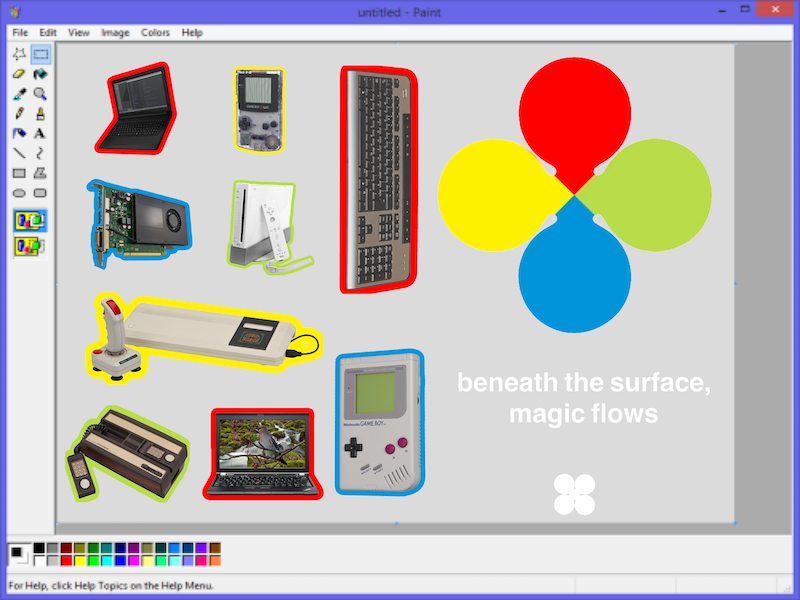 untitled - Paint
File Edit View Image Colors Help
A
Nintendo GAME BOY™
beneath the surface,
magic flows
For Help, click Help Topics on the Help Menu.